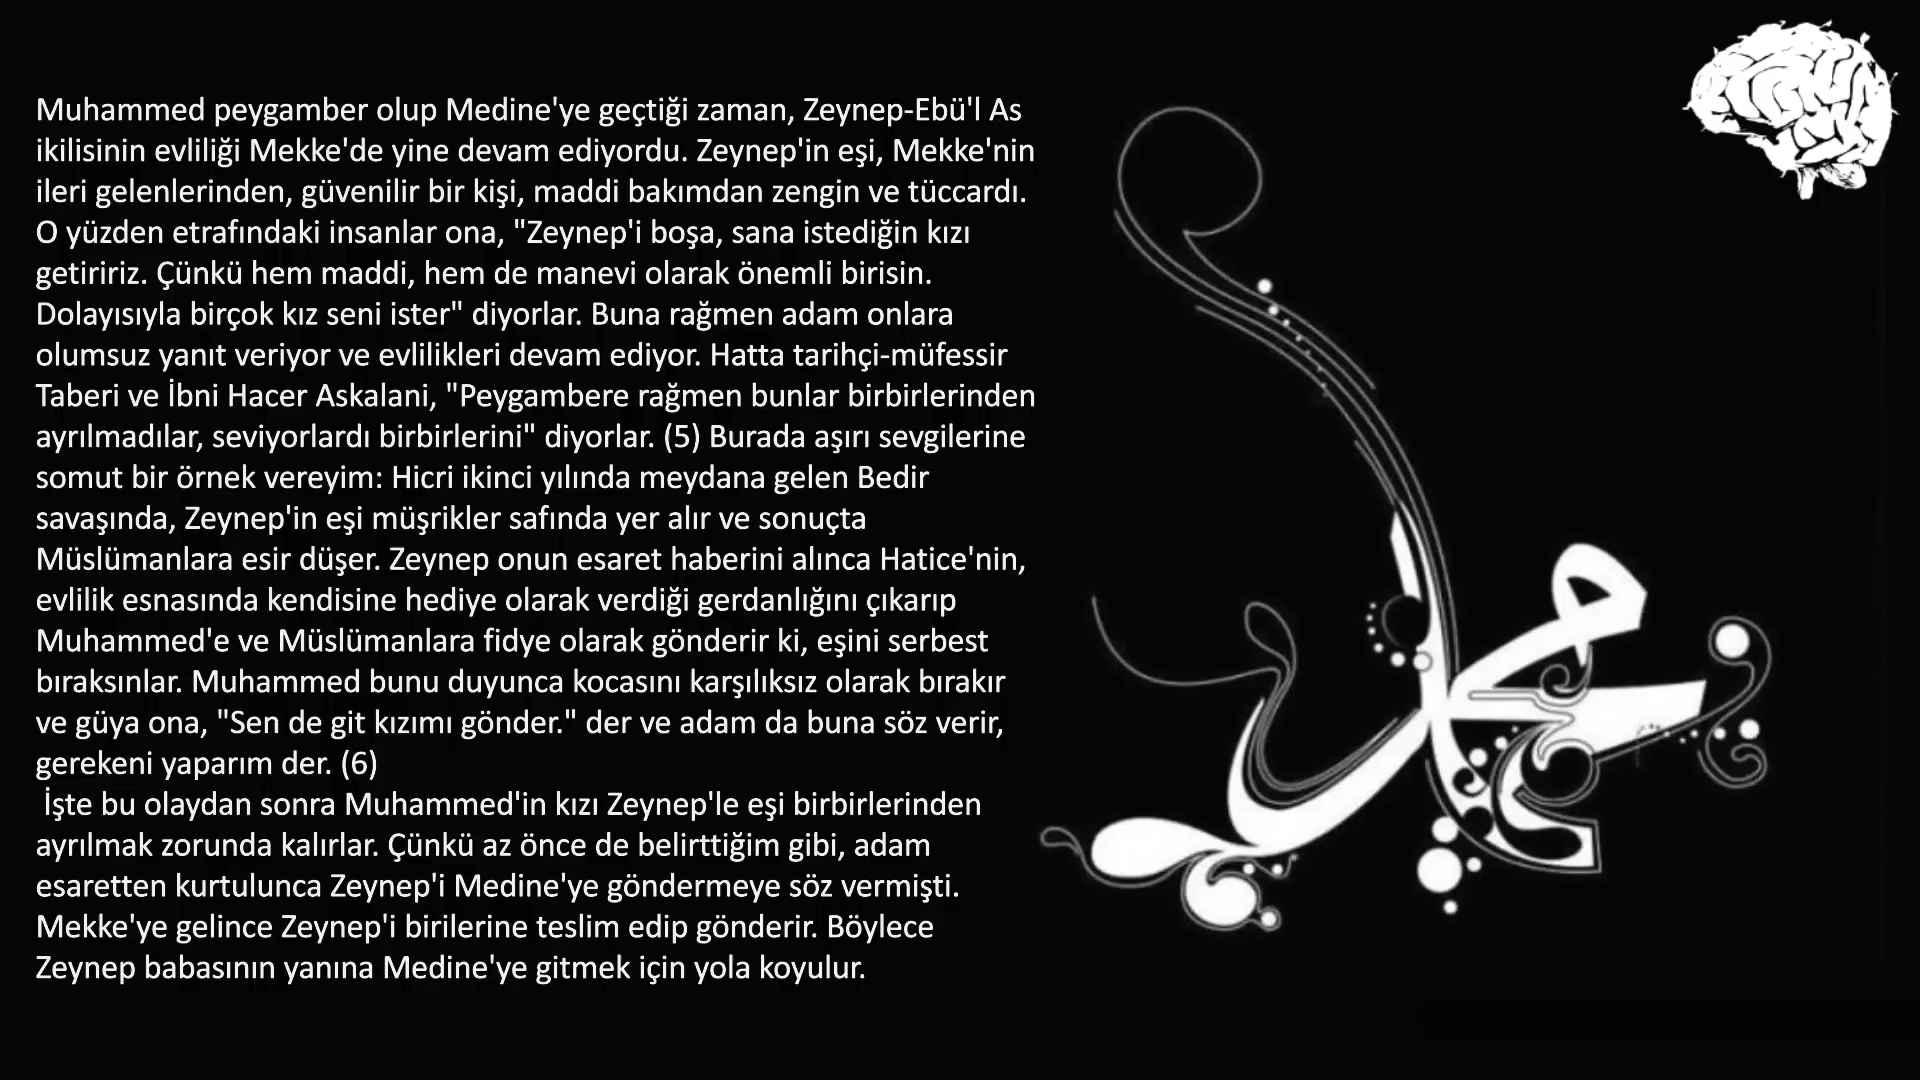 Muhammed peygamber olup Medine'ye geçtiği zaman, Zeynep-Ebü'l As
ikilisinin evliliği Mekke'de yine devam ediyordu. Zeynep'in eşi, Mekke'nin
ileri gelenlerinden, güvenilir bir kişi, maddi bakımdan zengin ve tüccardı.
O yüzden etrafındaki insanlar ona, "Zeynep'i boşa, sana istediğin kızı
getiririz. Çünkü hem maddi, hem de manevi olarak önemli birisin.
Dolayısıyla birçok kız seni ister" diyorlar. Buna rağmen adam onlara
olumsuz yanıt veriyor ve evlilikleri devam ediyor. Hatta tarihçi-müfessir
Taberi ve İbni Hacer Askalani, "Peygambere rağmen bunlar birbirlerinden
ayrılmadılar, seviyorlardı birbirlerini" diyorlar. (5) Burada aşırı sevgilerine
somut bir örnek vereyim: Hicri ikinci yılında meydana gelen Bedir
savaşında, Zeynep'in eşi müşrikler safında yer alır ve sonuçta
Müslümanlara esir düşer. Zeynep onun esaret haberini alınca Hatice'nin,
evlilik esnasında kendisine hediye olarak verdiği gerdanlığını çıkarıp
Muhammed'e ve Müslümanlara fidye olarak gönderir ki, eşini serbest
bıraksınlar. Muhammed bunu duyunca kocasını karşılıksız olarak bırakır
ve güya ona, "Sen de git kızımı gönder." der ve adam da buna söz verir,
gerekeni yaparım der. (6)
İşte bu olaydan sonra Muhammed'in kızı Zeynep'le eşi birbirlerinden
ayrılmak zorunda kalırlar. Çünkü az önce de belirttiğim gibi, adam
esaretten kurtulunca Zeynep'i Medine'ye göndermeye söz vermişti.
Mekke'ye gelince Zeynep'i birilerine teslim edip gönderir. Böylece
Zeynep babasının yanına Medine'ye gitmek için yola koyulur.
محمد